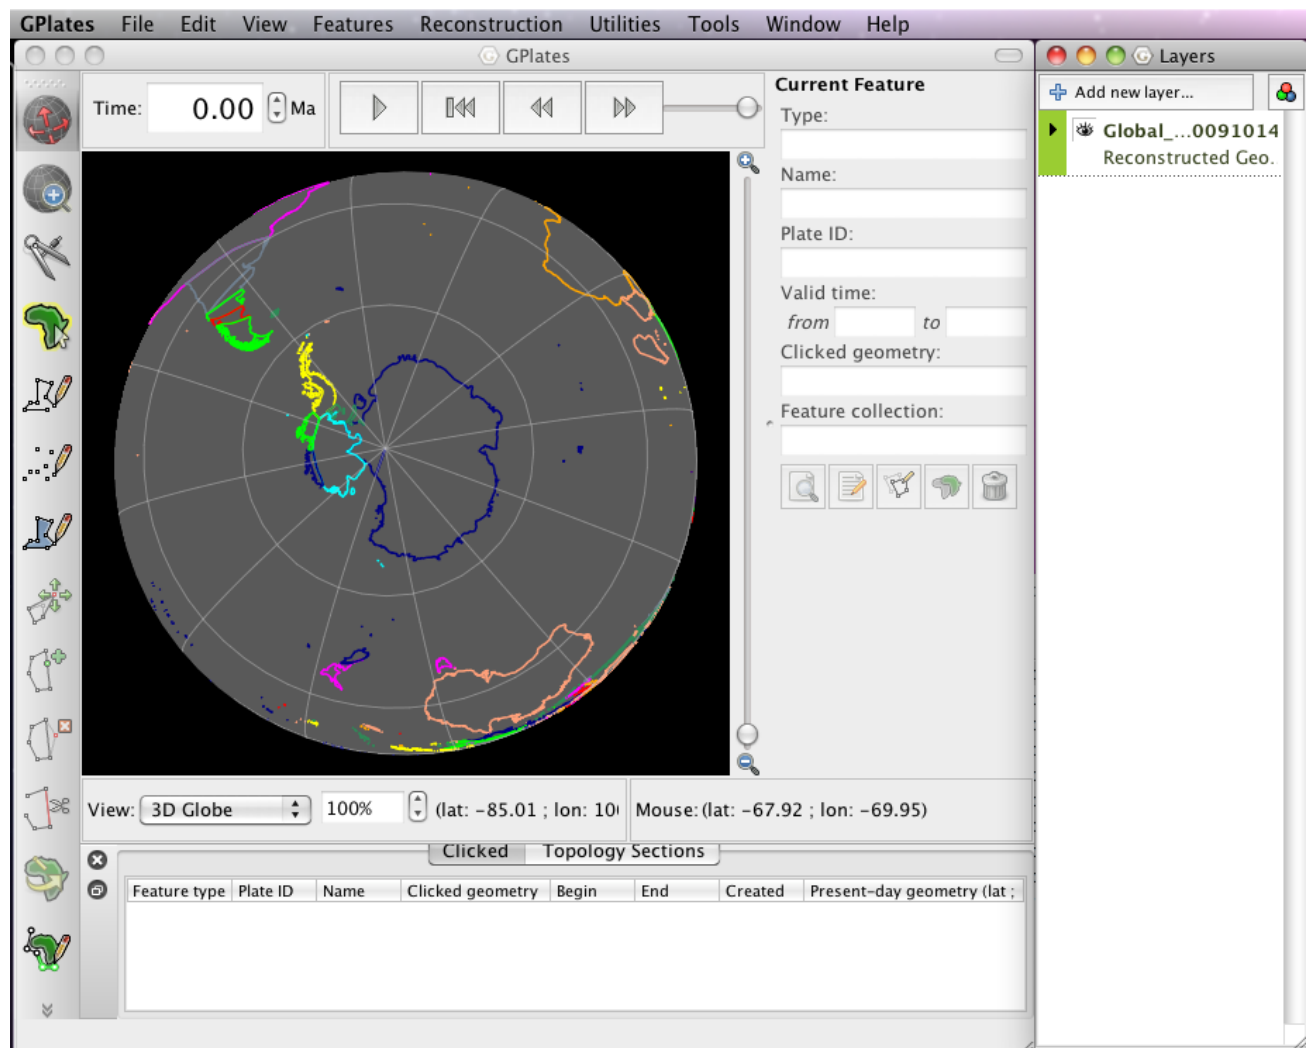 GPlates File Edit View Features Reconstruction Utilities Tools Window Help
GPlates
Layers
Time: 0.00 Ma
Current Feature
Type:
Name:
Plate ID:
Valid time:
from to
Clicked geometry:
Feature collection:
Add new layer...
Global_...0091014
Reconstructed Geo.
View: 3D Globe 100% (lat: -85.01 ; lon: 10 Mouse: (lat: -67.92 ; lon: -69.95)
Clicked Topology Sections
Feature type Plate ID Name Clicked geometry Begin End Created Present-day geometry (lat ;